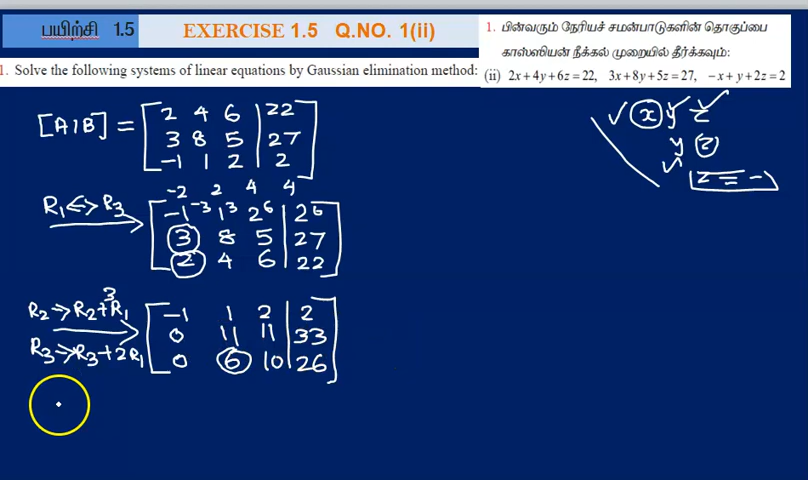 பயிற்சி 1.5 EXERCISE 1.5 Q.NO. 1(ii)
1. பின்வரும் நேரியச் சமன்பாடுகளின் தொகுப்பை
காஸ்ஸியன் நீக்கல் முறையில் தீர்க்கவும்:
(ii) 2x+4y+6z=22, 3x+8y+5z=27, −x+y+2z=2
1. Solve the following systems of linear equations by Gaussian elimination method:
[A|B] =
2 4 6 | 22
3 8 5 | 27
-1 1 2 | 2
x y z
y z
z = -
R1 <-> R3
-2 2 4 4
-1 -3 1 3 2 6 | 2 6
3 8 5 | 27
2 4 6 | 22
R2 -> R2 + 3R1
R3 -> R3 + 2R1
-1 1 2 | 2
0 11 11 | 33
0 6 10 | 26